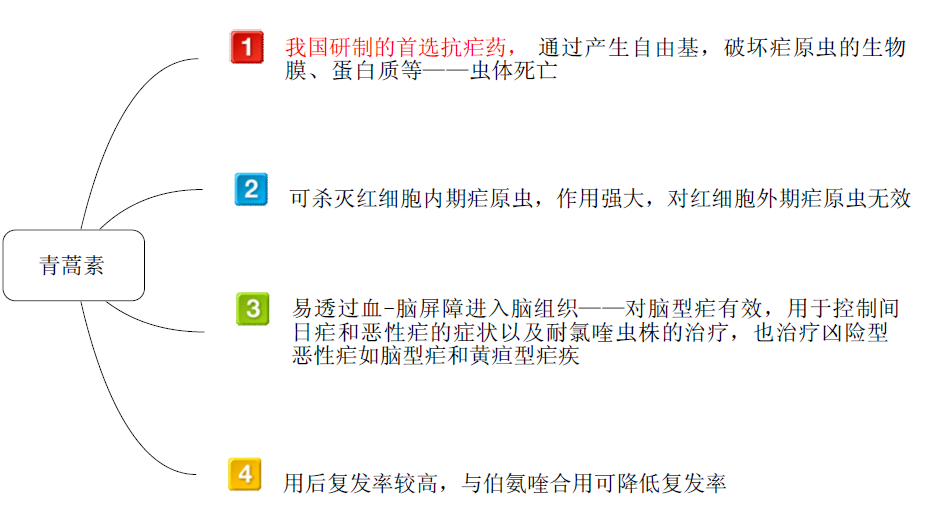 1 我国研制的首选抗疟药， 通过产生自由基，破坏疟原虫的生物
膜、蛋白质等——虫体死亡
2 可杀灭红细胞内期疟原虫，作用强大，对红细胞外期疟原虫无效
青蒿素
3 易透过血-脑屏障进入脑组织——对脑型疟有效，用于控制间
日疟和恶性疟的症状以及耐氯喹虫株的治疗，也治疗凶险型
恶性疟如脑型疟和黄疸型疟疾
4 用后复发率较高，与伯氨喹合用可降低复发率